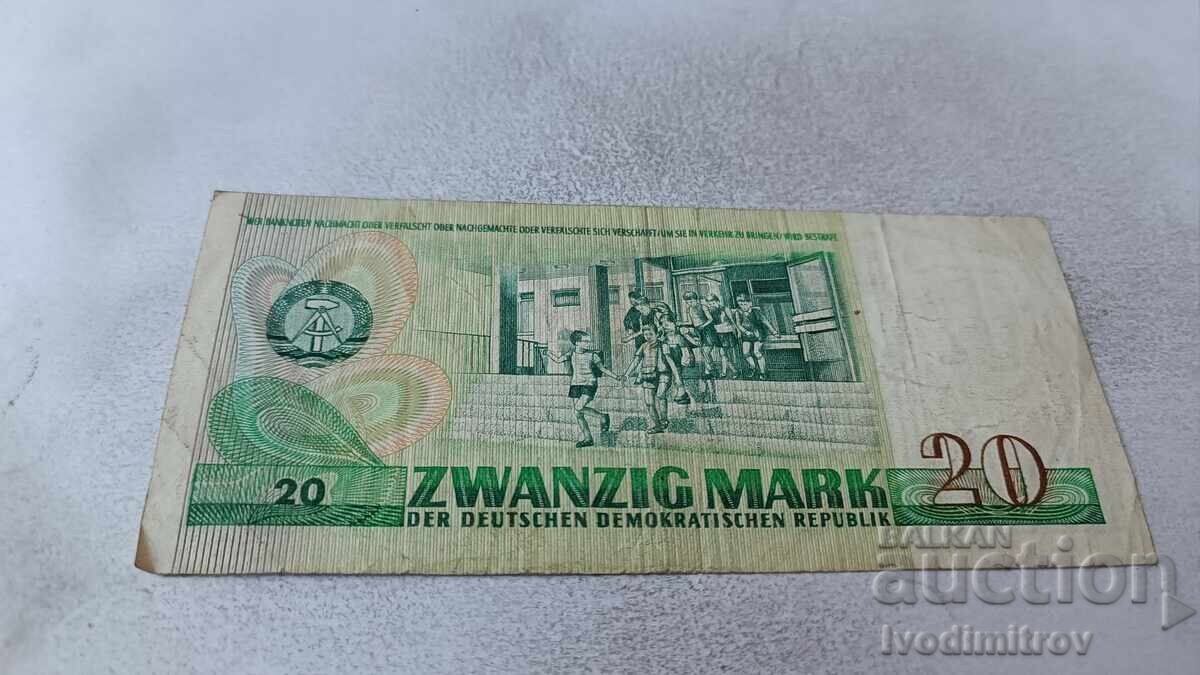 WER BANKNOTEN NACHMACHT ODER VERFÄLSCHT ODER NACHGEMACHTE ODER VERFÄLSCHTE SICH VERSCHAFFT/UM SIE IN VERKEHR ZU BRINGEN/WIRD BESTRAFT
20
ZWANZIG MARK
DER DEUTSCHEN DEMOKRATISCHEN REPUBLIK
20
BALKAN
auction
Ivodimitrov